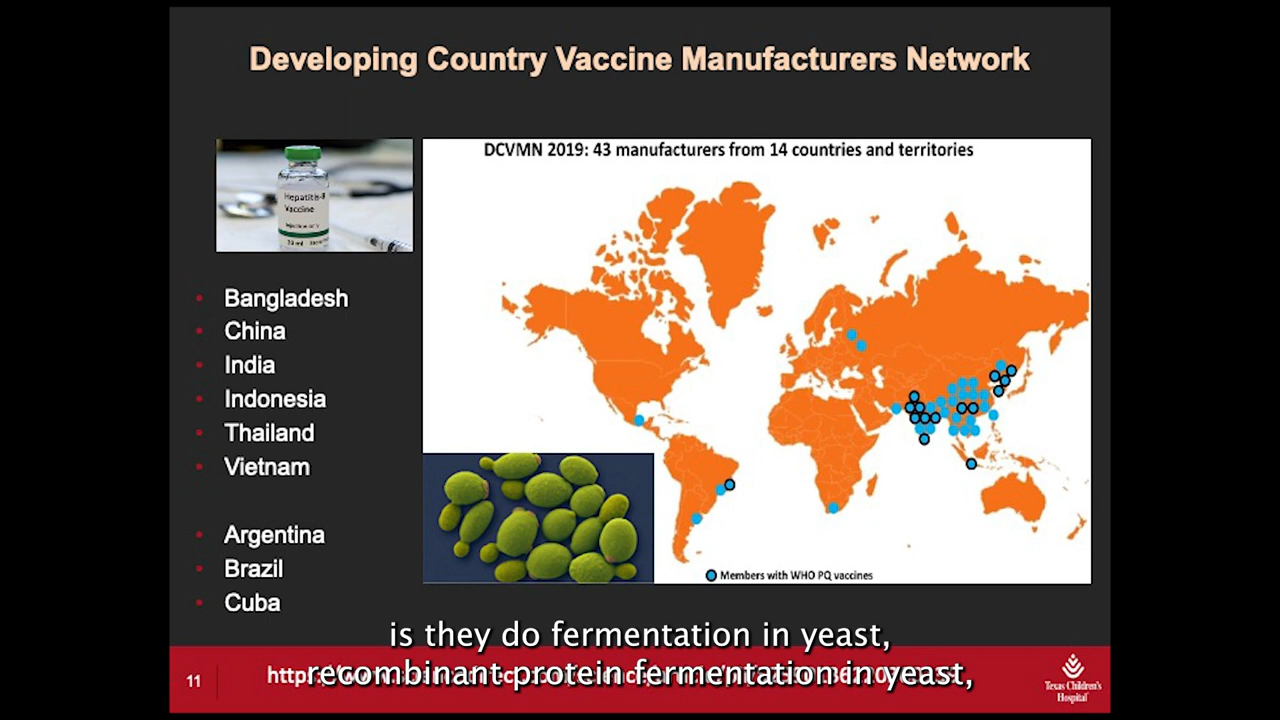 Developing Country Vaccine Manufacturers Network
DCVMN 2019: 43 manufacturers from 14 countries and territories
Hepatitis-B
Vaccine
Bangladesh
China
India
Indonesia
Thailand
Vietnam
Argentina
Brazil
Cuba
Members with WHO PQ vaccines
is they do fermentation in yeast,
recombinant protein fermentation in yeast,
11
Texas Children's
Hospital